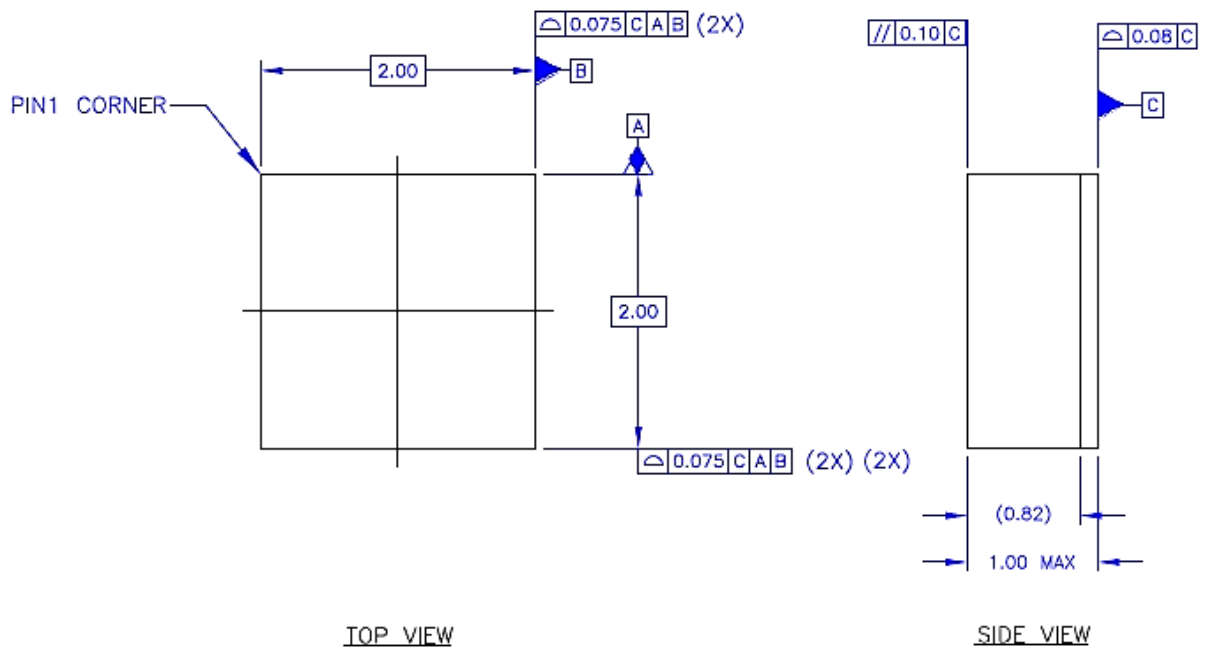 ⌓ 0.075 C A B (2X)
// 0.10 C
⌓ 0.08 C
2.00
B
PIN1 CORNER
A
C
2.00
⌓ 0.075 C A B (2X) (2X)
(0.82)
1.00 MAX
TOP VIEW
SIDE VIEW